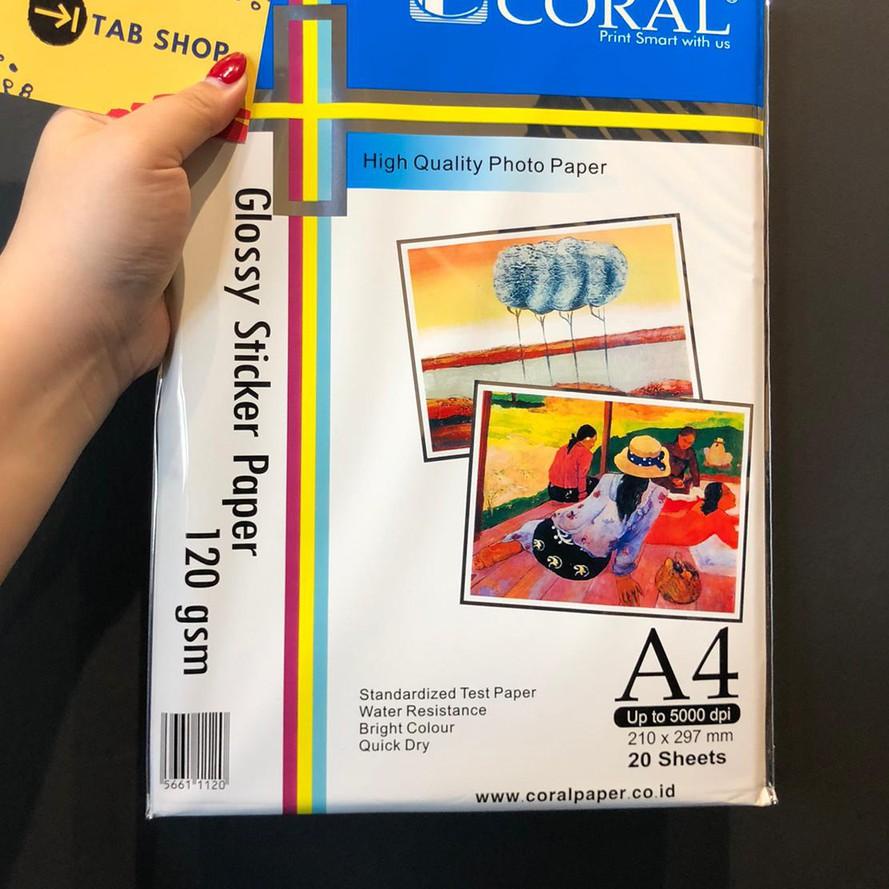 TAB SHOP
CORAL®
Print Smart with us
High Quality Photo Paper
Glossy Sticker Paper
120 gsm
A4
Up to 5000 dpi
210 x 297 mm
20 Sheets
Standardized Test Paper
Water Resistance
Bright Colour
Quick Dry
5661 1120
www.coralpaper.co.id